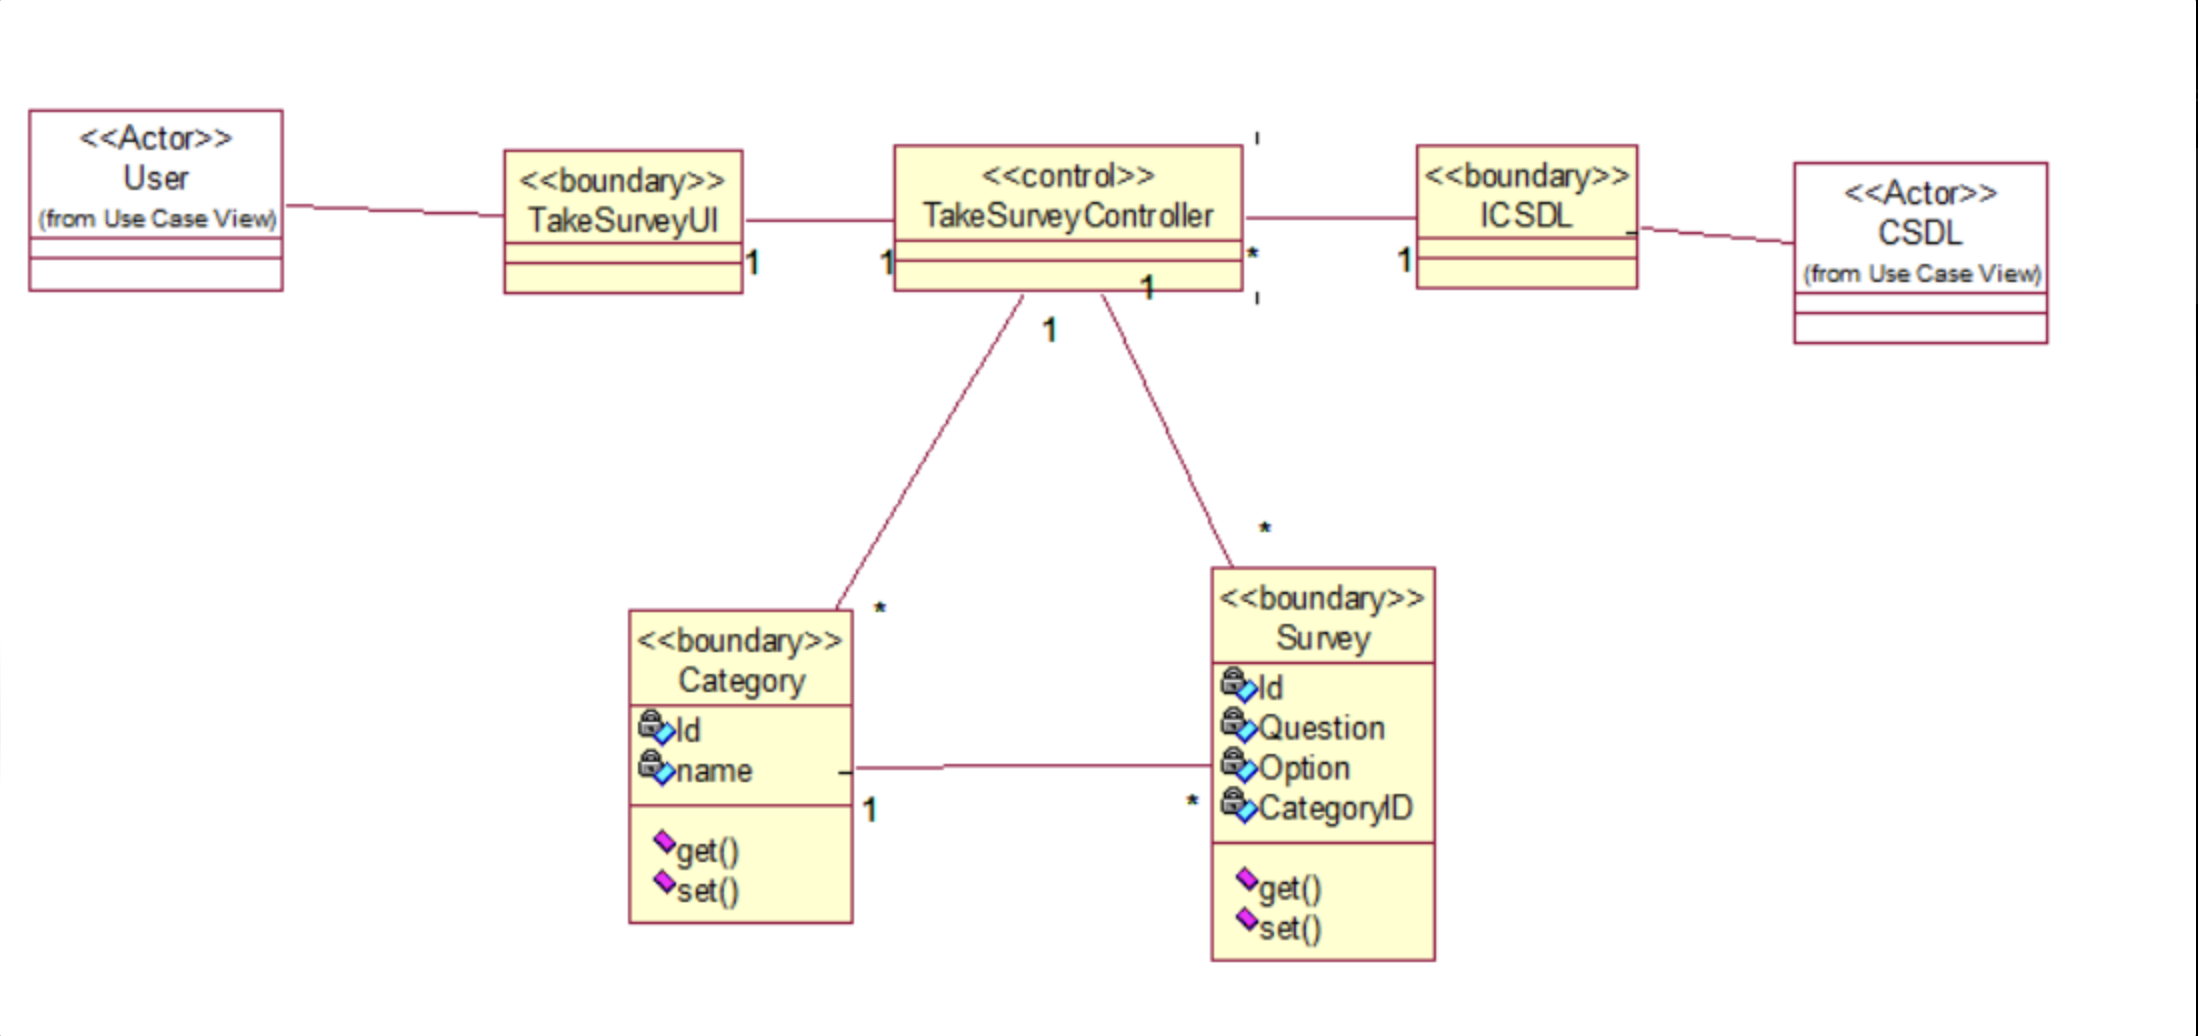 <<Actor>>
User
(from Use Case View)
<<boundary>>
TakeSurveyUI
1
1
<<control>>
TakeSurveyController
1
*
1
<<boundary>>
ICSDL
1
<<Actor>>
CSDL
(from Use Case View)
*
*
<<boundary>>
Category
Id
name
get()
set()
1
*
<<boundary>>
Survey
Id
Question
Option
CategoryID
get()
set()